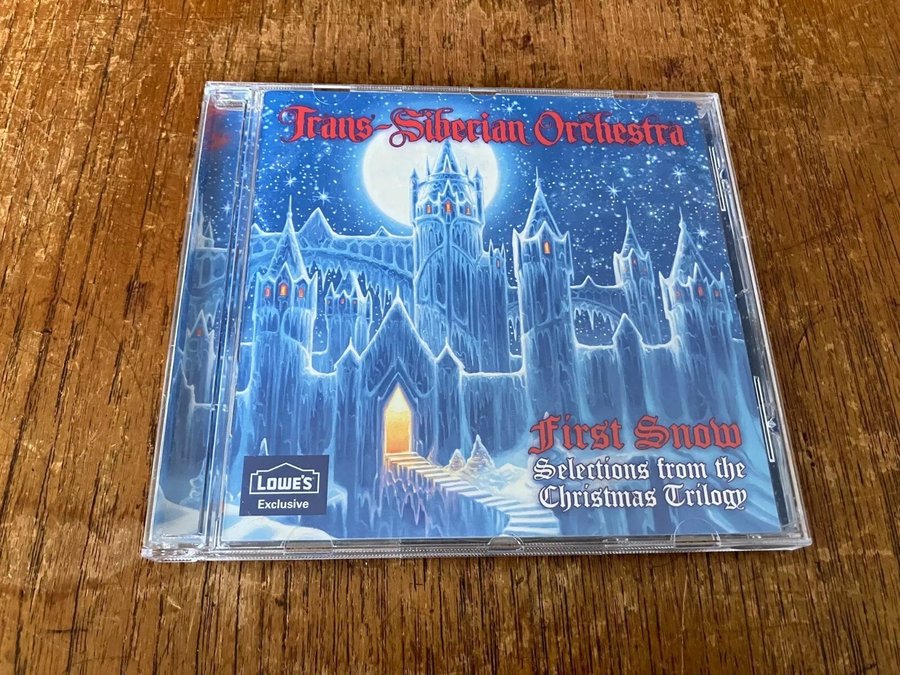 Trans-Siberian Orchestra
First Snow
Selections from the
Christmas Trilogy
LOWE'S
Exclusive